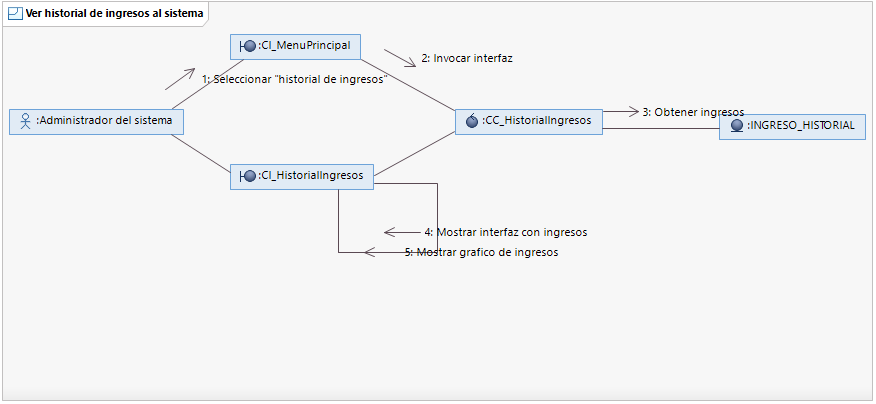 Ver historial de ingresos al sistema
:CI_MenuPrincipal
2: Invocar interfaz
1: Seleccionar "historial de ingresos"
:Administrador del sistema
:CC_HistorialIngresos
3: Obtener ingresos
:INGRESO_HISTORIAL
:CI_HistorialIngresos
4: Mostrar interfaz con ingresos
5: Mostrar grafico de ingresos